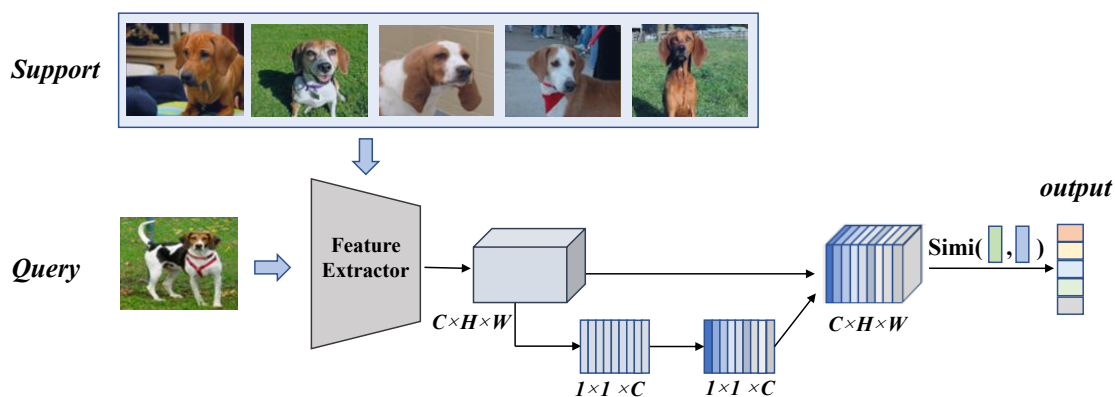 Support
output
Query
Feature
Extractor
Simi( , )
C×H×W
C×H×W
1×1 ×C
1×1 ×C